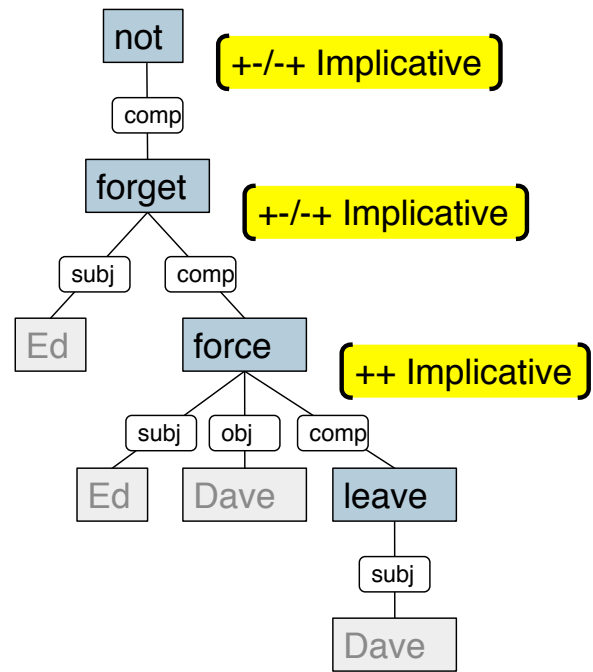 not
+-/-+ Implicative
comp
forget
+-/-+ Implicative
subj comp
Ed force
++ Implicative
subj obj comp
Ed Dave leave
subj
Dave